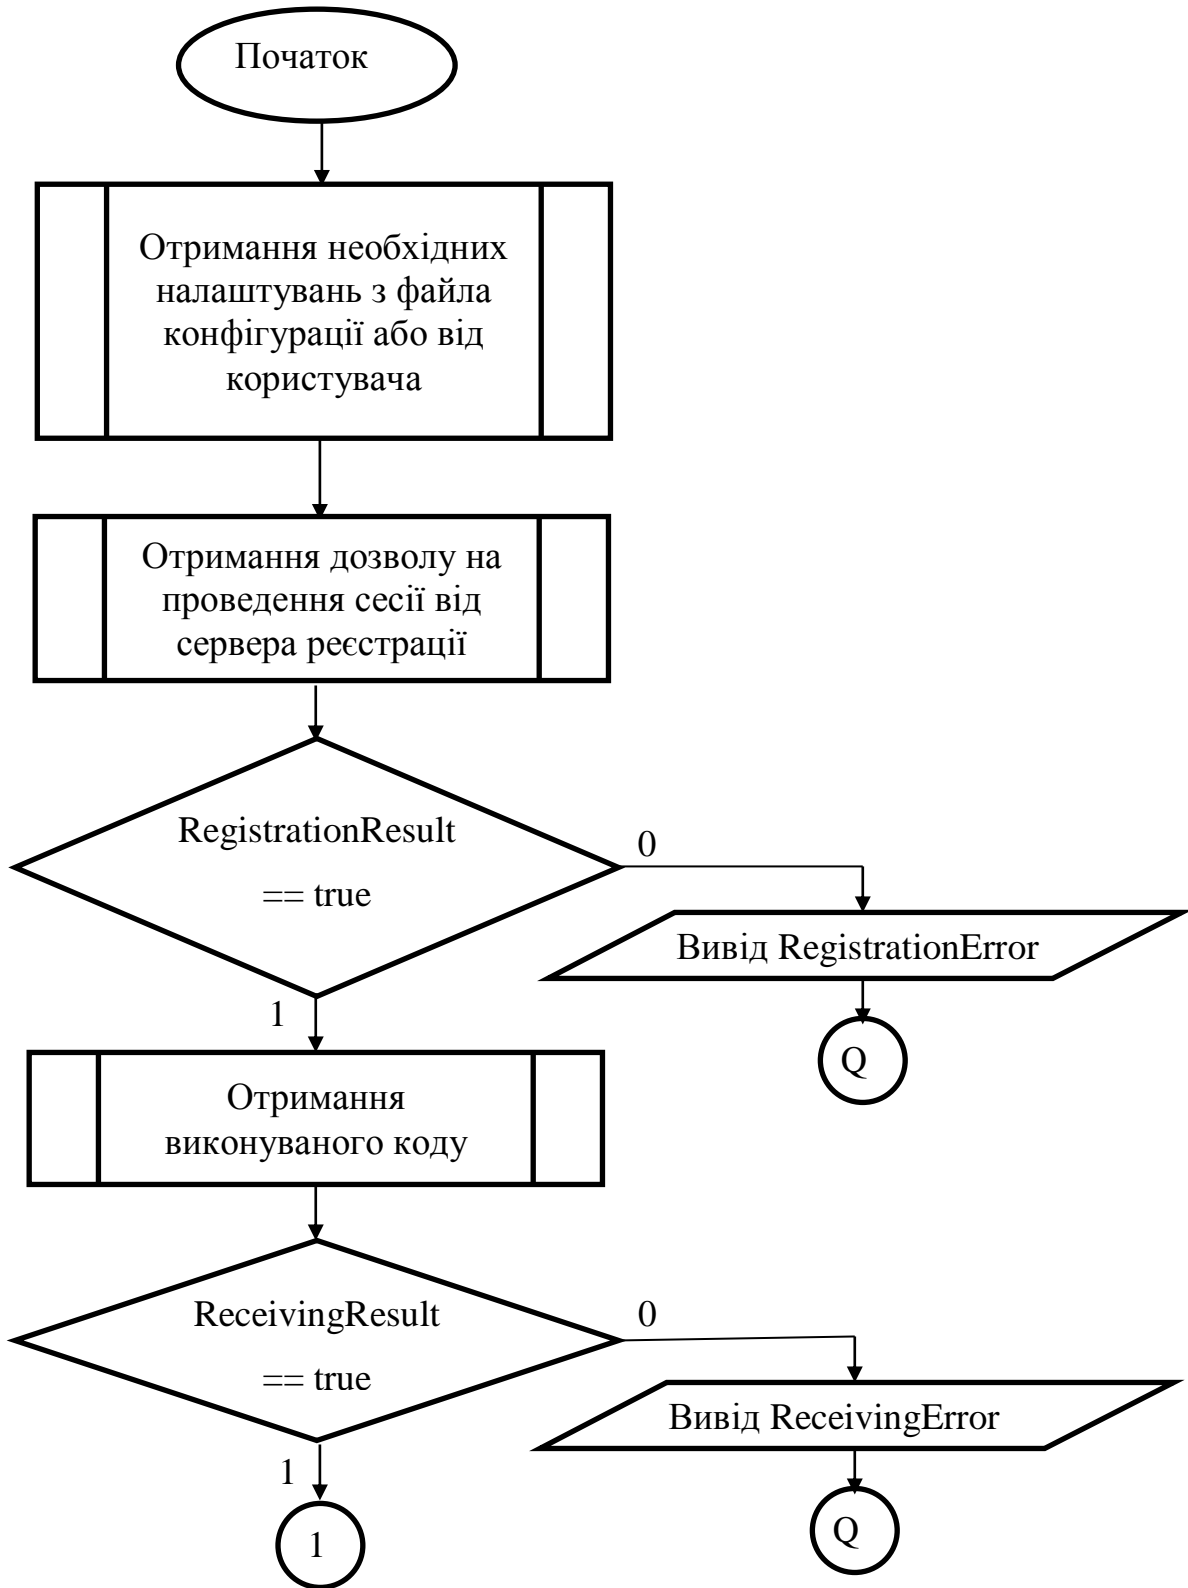 Початок
Отримання необхідних
налаштувань з файла
конфігурації або від
користувача
Отримання дозволу на
проведення сесії від
сервера реєстрації
RegistrationResult
== true
0
Вивід RegistrationError
Q
1
Отримання
виконуваного коду
ReceivingResult
== true
0
Вивід ReceivingError
Q
1
1